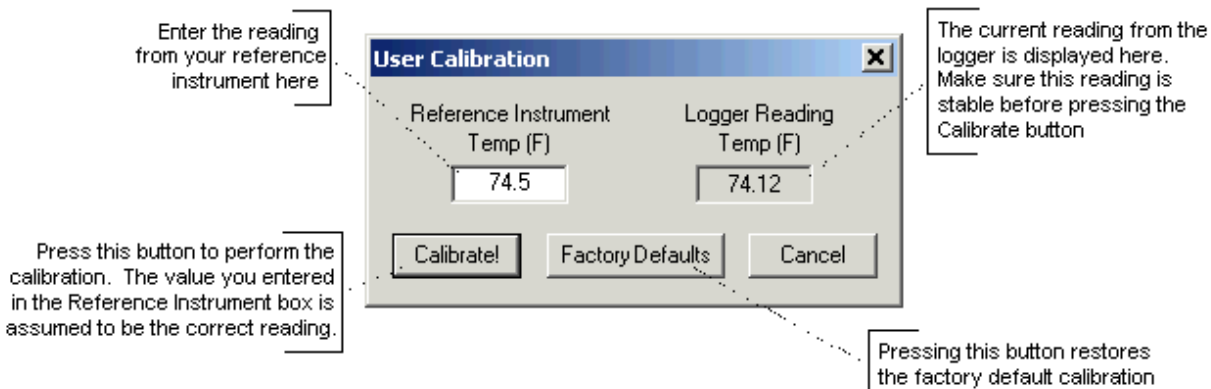 Enter the reading
from your reference
instrument here
The current reading from the
logger is displayed here.
Make sure this reading is
stable before pressing the
Calibrate button
User Calibration
Reference Instrument
Temp (F)
74.5
Logger Reading
Temp (F)
74.12
Calibrate!
Factory Defaults
Cancel
Press this button to perform the
calibration. The value you entered
in the Reference Instrument box is
assumed to be the correct reading.
Pressing this button restores
the factory default calibration